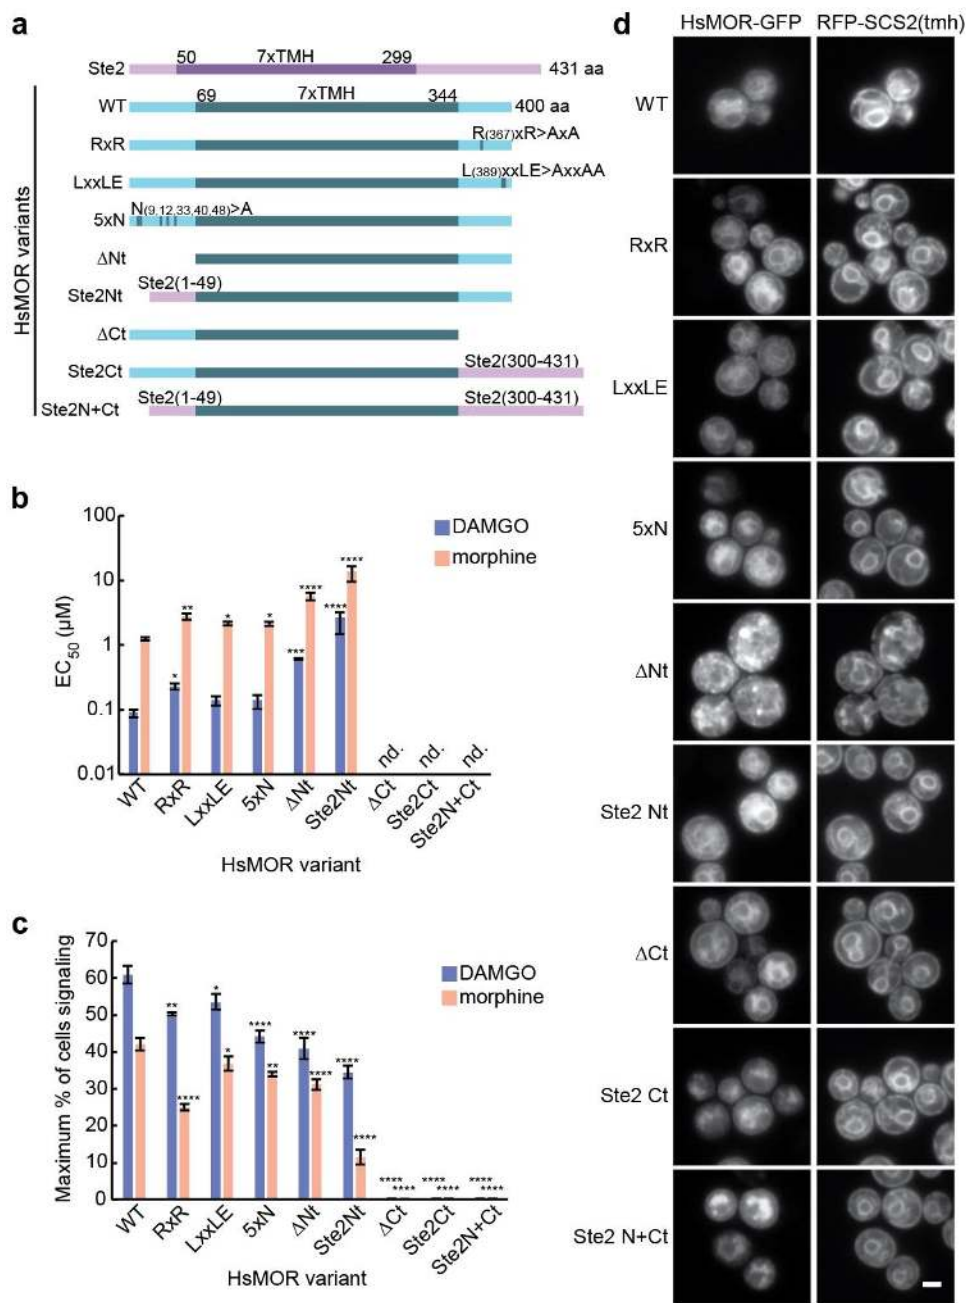 a
50 7xTMH 299
Ste2 431 aa
HsMOR variants
69 7xTMH 344
WT 400 aa
R(367)xR>AxA
RxR
L(389)xxLE>AxxAA
LxxLE
N(9,12,33,40,48)>A
5xN
ΔNt
Ste2(1-49)
Ste2Nt
ΔCt
Ste2(300-431)
Ste2Ct
Ste2(1-49) Ste2(300-431)
Ste2N+Ct
b
100
10
1
0.1
0.01
EC50 (µM)
DAMGO
morphine
**
*
*
*
***
****
****
****
nd. nd. nd.
WT RxR LxxLE 5xN ΔNt Ste2Nt ΔCt Ste2Ct Ste2N+Ct
HsMOR variant
c
70
60
50
40
30
20
10
0
Maximum % of cells signaling
DAMGO
morphine
**
****
*
*
****
**
****
****
****
****
**** **** ****
**** **** ****
WT RxR LxxLE 5xN ΔNt Ste2Nt ΔCt Ste2Ct Ste2N+Ct
HsMOR variant
d
HsMOR-GFP RFP-SCS2(tmh)
WT
RxR
LxxLE
5xN
ΔNt
Ste2 Nt
ΔCt
Ste2 Ct
Ste2 N+Ct